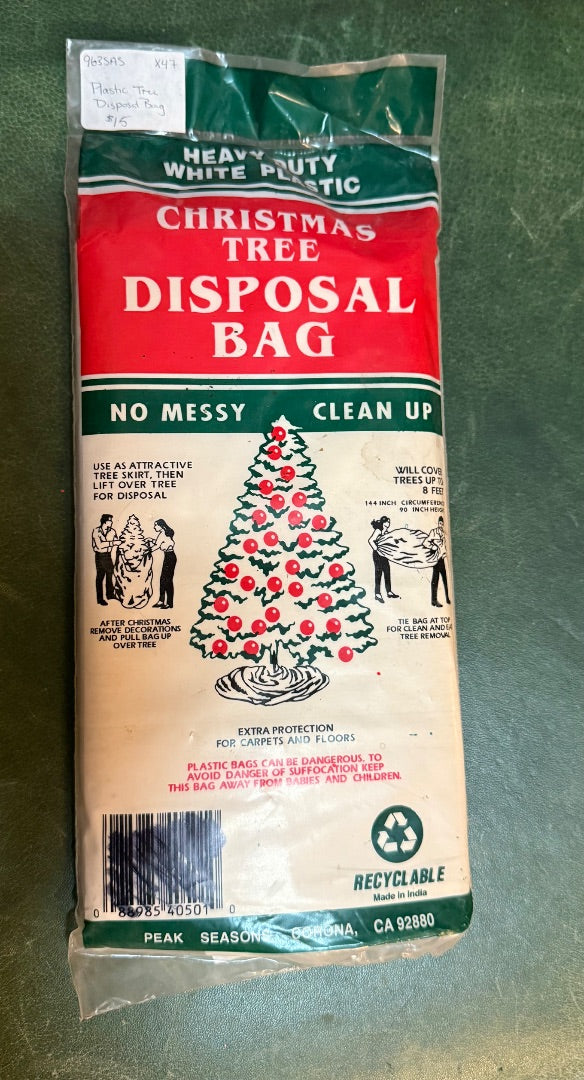 963SAS X47
Plastic Tree
Disposal Bag
$15
HEAVY DUTY
WHITE PLASTIC
CHRISTMAS
TREE
DISPOSAL
BAG
NO MESSY CLEAN UP
USE AS ATTRACTIVE
TREE SKIRT, THEN
LIFT OVER TREE
FOR DISPOSAL
WILL COVE
TREES UP TO
8 FEET
144 INCH CIRCUMFEREN
90 INCH HEIGH
AFTER CHRISTMAS
REMOVE DECORATIONS
AND PULL BAG UP
OVER TREE
TIE BAG AT TOP
FOR CLEAN AND EA
TREE REMOVAL
EXTRA PROTECTION
FOR CARPETS AND FLOORS
PLASTIC BAGS CAN BE DANGEROUS. TO
AVOID DANGER OF SUFFOCATION KEEP
THIS BAG AWAY FROM BABIES AND CHILDREN.
0 88985 40501 0
RECYCLABLE
Made in India
PEAK SEASONS CORONA, CA 92880